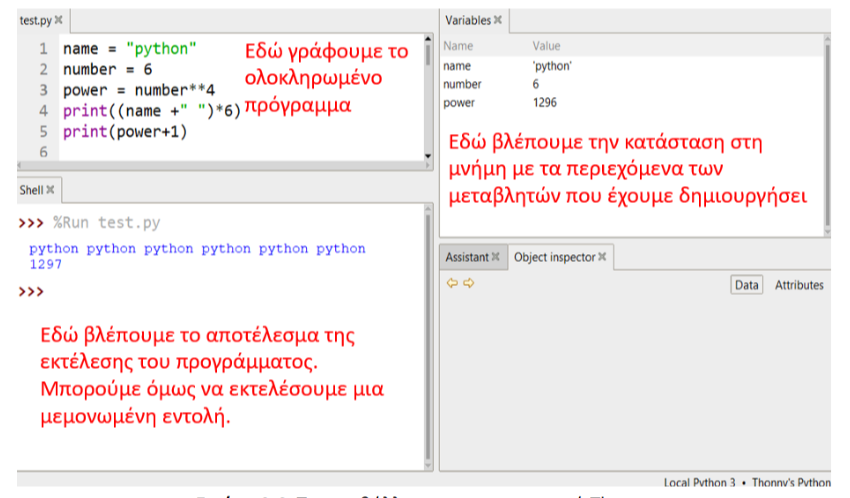 test.py ✕
1 name = "python"
2 number = 6
3 power = number**4
4 print((name +" ")*6)
5 print(power+1)
6
Εδώ γράφουμε το
ολοκληρωμένο
πρόγραμμα
Variables ✕
Name Value
name 'python'
number 6
power 1296
Εδώ βλέπουμε την κατάσταση στη
μνήμη με τα περιεχόμενα των
μεταβλητών που έχουμε δημιουργήσει
Shell ✕
>>> %Run test.py
python python python python python python
1297
>>>
Εδώ βλέπουμε το αποτέλεσμα της
εκτέλεσης του προγράμματος.
Μπορούμε όμως να εκτελέσουμε μια
μεμονωμένη εντολή.
Assistant ✕ Object inspector ✕
Data Attributes
Local Python 3 • Thonny's Python